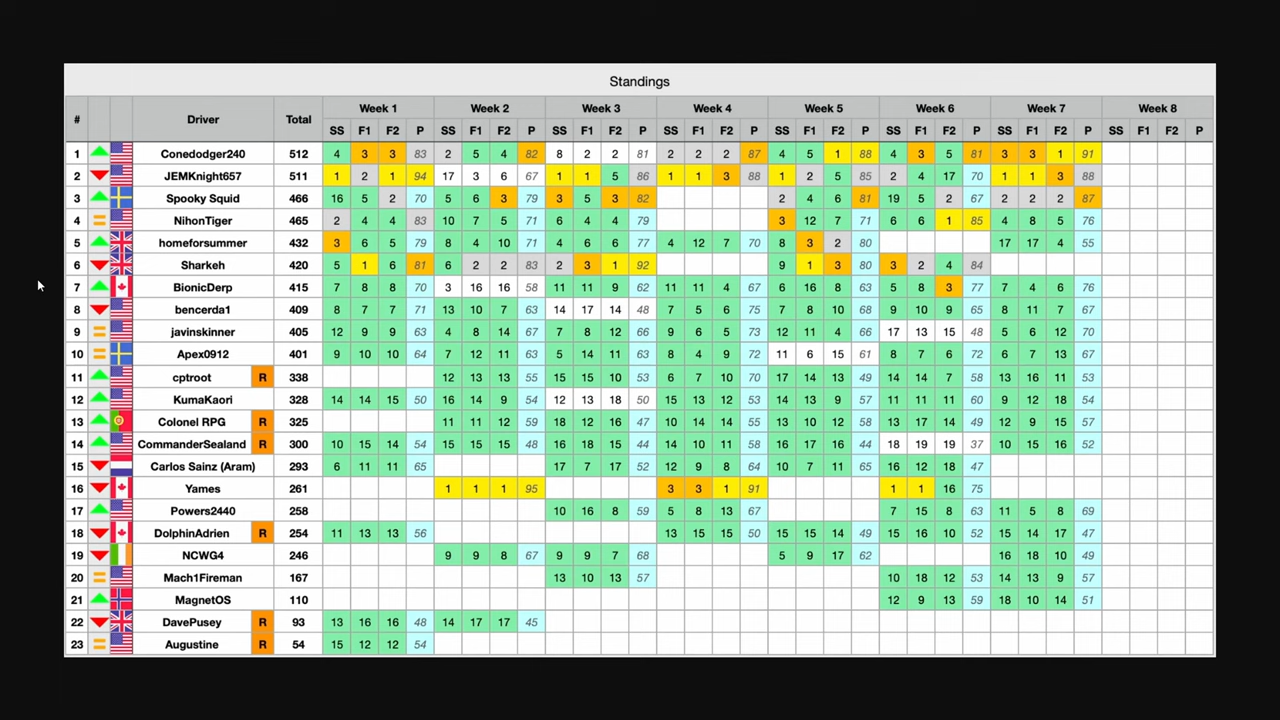 Standings
# Driver Total Week 1 Week 2 Week 3 Week 4 Week 5 Week 6 Week 7 Week 8
SS F1 F2 P SS F1 F2 P SS F1 F2 P SS F1 F2 P SS F1 F2 P SS F1 F2 P SS F1 F2 P SS F1 F2 P
1 Conedodger240 512 4 3 3 83 2 5 4 82 8 2 2 81 2 2 2 87 4 5 1 88 4 3 5 81 3 3 1 91
2 JEMKnight657 511 1 2 1 94 17 3 6 67 1 1 5 86 1 1 3 88 1 2 5 85 2 4 17 70 1 1 3 88
3 Spooky Squid 466 16 5 2 70 5 6 3 79 3 5 3 82 2 4 6 81 19 5 2 67 2 2 2 87
4 NihonTiger 465 2 4 4 83 10 7 5 71 6 4 4 79 3 12 7 71 6 6 1 85 4 8 5 76
5 homeforsummer 432 3 6 5 79 8 4 10 71 4 6 6 77 4 12 7 70 8 3 2 80 17 17 4 55
6 Sharkeh 420 5 1 6 81 6 2 2 83 2 3 1 92 9 1 3 80 3 2 4 84
7 BionicDerp 415 7 8 8 70 3 16 16 58 11 11 9 62 11 11 4 67 6 16 8 63 5 8 3 77 7 4 6 76
8 bencerda1 409 8 7 7 71 13 10 7 63 14 17 14 48 7 5 6 75 7 8 10 68 9 10 9 65 8 11 7 67
9 javinskinner 405 12 9 9 63 4 8 14 67 7 8 12 66 9 6 5 73 12 11 4 66 17 13 15 48 5 6 12 70
10 Apex0912 401 9 10 10 64 7 12 11 63 5 14 11 63 8 4 9 72 11 6 15 61 8 7 6 72 6 7 13 67
11 cptroot R 338 12 13 13 55 15 15 10 53 6 7 10 70 17 14 13 49 14 14 7 58 13 16 11 53
12 KumaKaori 328 14 14 15 50 16 14 9 54 12 13 18 50 15 13 12 53 14 13 9 57 11 11 11 60 9 12 18 54
13 Colonel RPG R 325 11 11 12 59 18 12 16 47 10 14 14 55 13 10 12 58 13 17 14 49 12 9 15 57
14 CommanderSealand R 300 10 15 14 54 15 15 15 48 16 18 15 44 14 10 11 58 16 16 16 44 18 19 19 37 10 15 16 52
15 Carlos Sainz (Aram) 293 6 11 11 65 17 7 17 52 12 9 8 64 10 7 11 65 16 12 18 47
16 Yames 261 1 1 1 95 3 3 1 91 1 1 16 75
17 Powers2440 258 10 16 8 59 5 8 13 67 7 15 8 63 11 5 8 69
18 DolphinAdrien R 254 11 13 13 56 13 15 15 50 15 15 14 49 15 16 10 52 15 14 17 47
19 NCWG4 246 9 9 8 67 9 9 7 68 5 9 17 62 16 18 10 49
20 Mach1Fireman 167 13 10 13 57 10 18 12 53 14 13 9 57
21 MagnetOS 110 12 9 13 59 18 10 14 51
22 DavePusey R 93 13 16 16 48 14 17 17 45
23 Augustine R 54 15 12 12 54